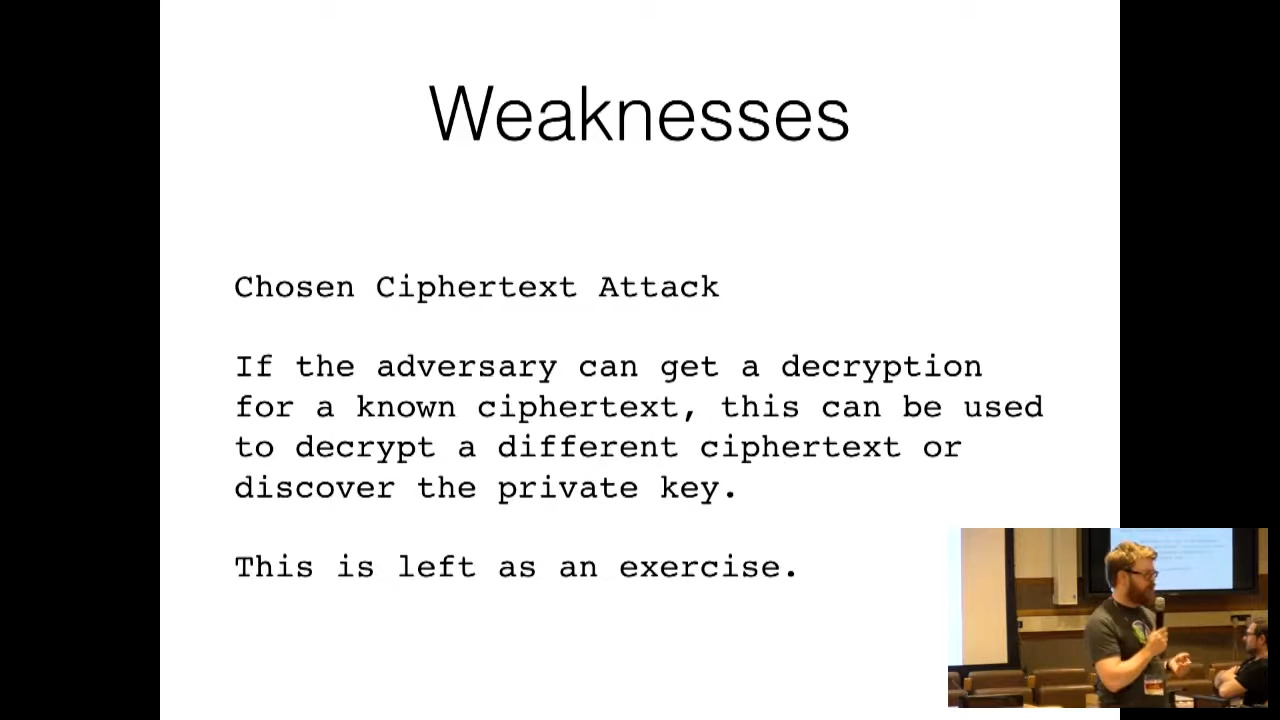 Weaknesses
Chosen Ciphertext Attack
If the adversary can get a decryption
for a known ciphertext, this can be used
to decrypt a different ciphertext or
discover the private key.
This is left as an exercise.